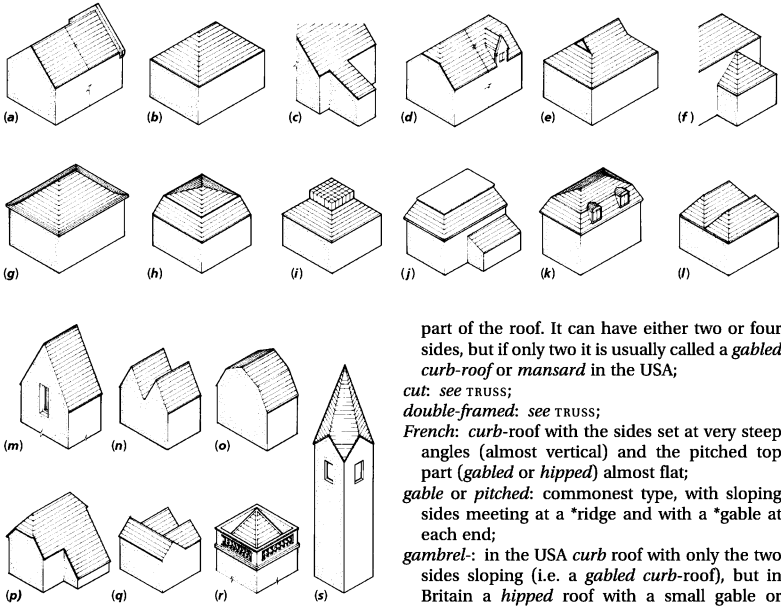 (a) (b) (c) (d) (e) (f)
(g) (h) (i) (j) (k) (l)
(m) (n) (o)
(p) (q) (r) (s)
part of the roof. It can have either two or four
sides, but if only two it is usually called a gabled
curb-roof or mansard in the USA;
cut: see TRUSS;
double-framed: see TRUSS;
French: curb-roof with the sides set at very steep
angles (almost vertical) and the pitched top
part (gabled or hipped) almost flat;
gable or pitched: commonest type, with sloping
sides meeting at a *ridge and with a *gable at
each end;
gambrel-: in the USA curb roof with only the two
sides sloping (i.e. a gabled curb-roof), but in
Britain a hipped roof with a small gable or